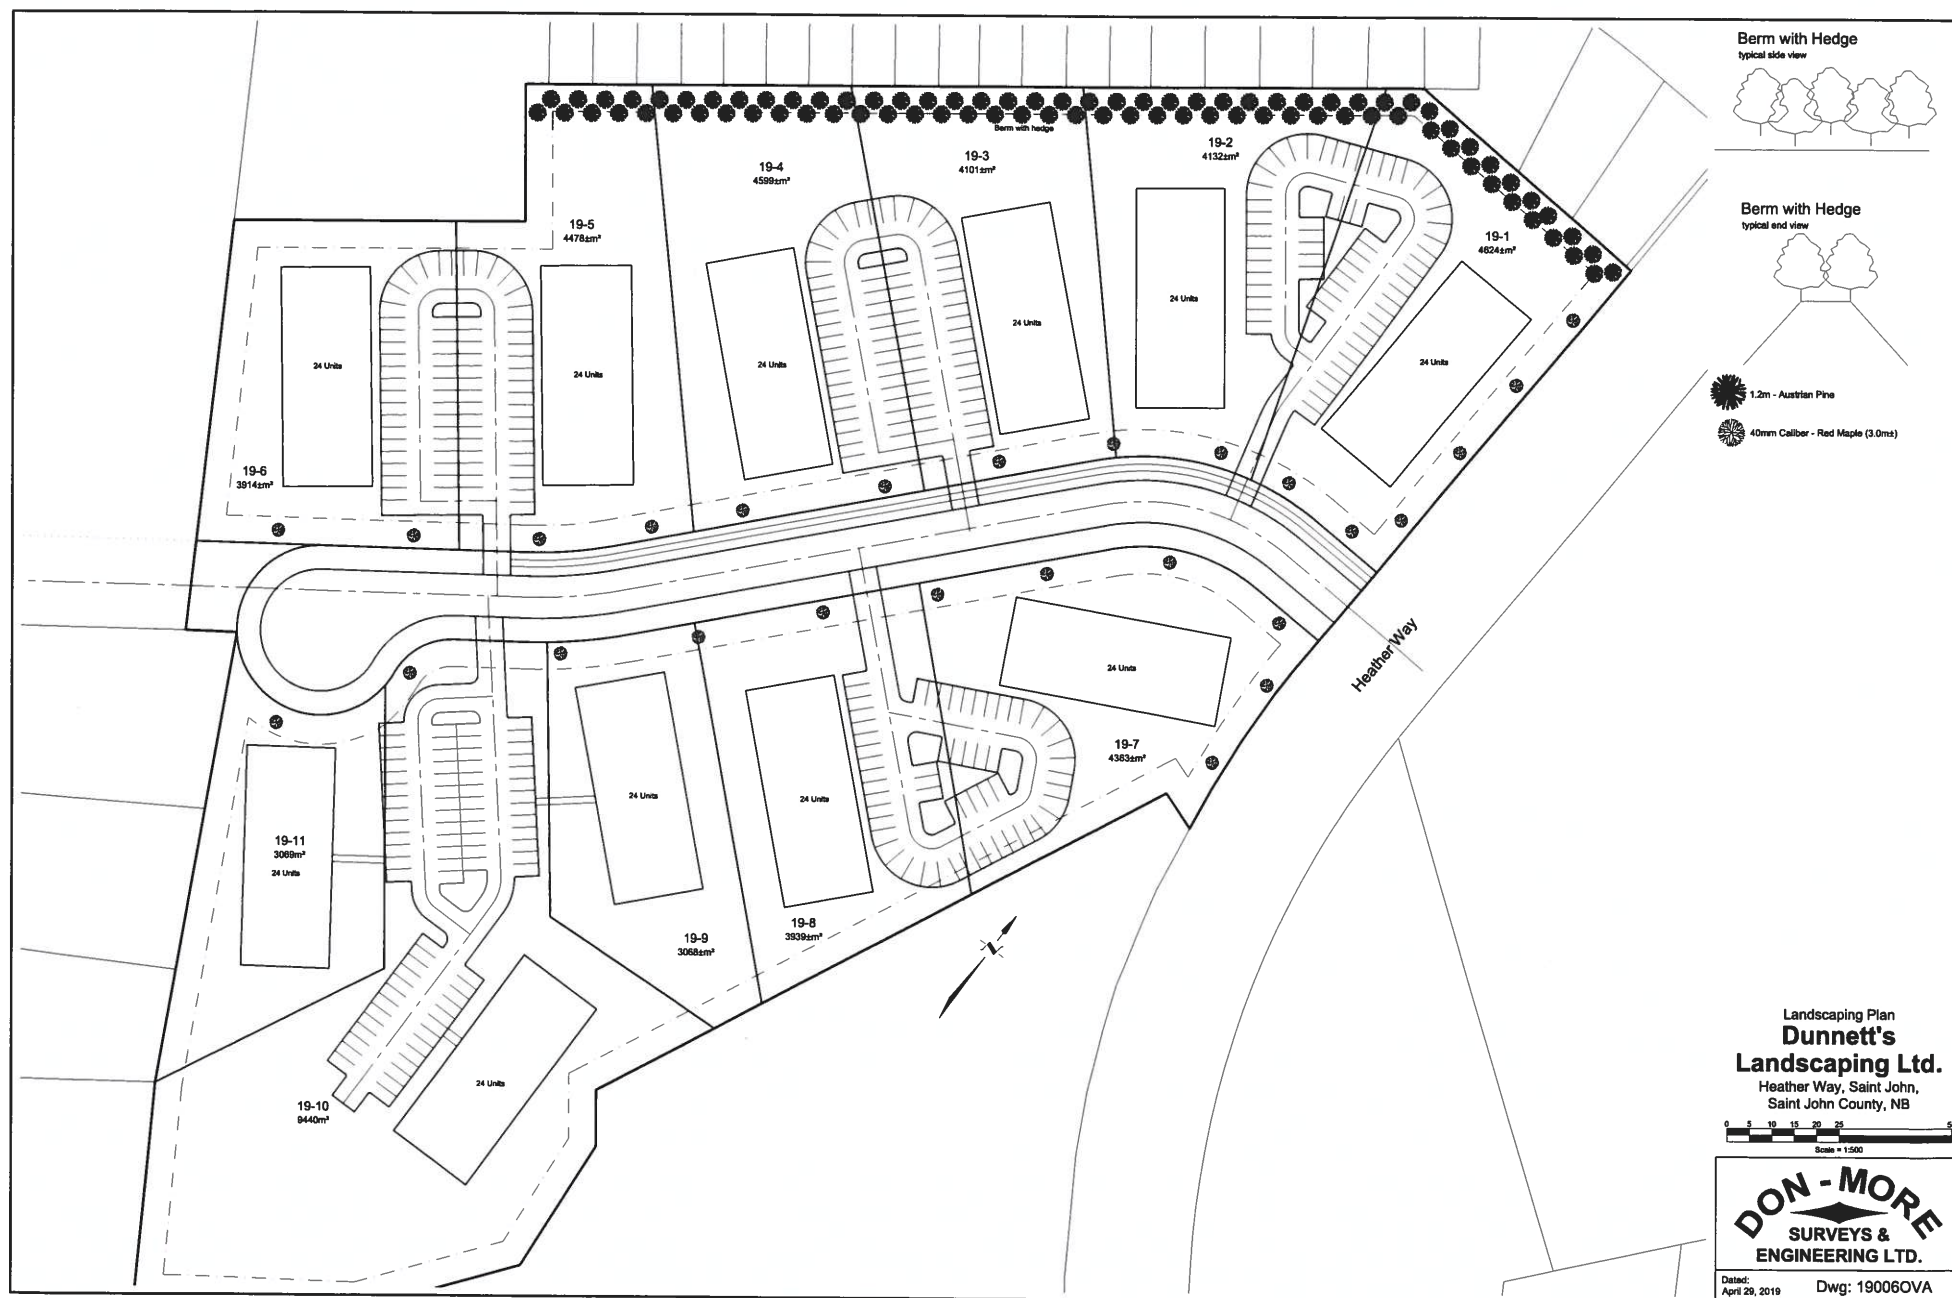 Berm with Hedge
typical side view
Berm with Hedge
typical end view
1.2m - Austrian Pine
40mm Caliber - Red Maple (3.0m±)
Berm with hedge
19-1
4624±m²
24 Units
19-2
4132±m²
24 Units
19-3
4101±m²
24 Units
19-4
4599±m²
24 Units
19-5
4478±m²
24 Units
19-6
3914±m²
24 Units
19-7
4363±m²
24 Units
19-8
3939±m²
24 Units
19-9
3068±m²
24 Units
19-10
9440m²
24 Units
19-11
3069m²
24 Units
Heather Way
N
Landscaping Plan
Dunnett's
Landscaping Ltd.
Heather Way, Saint John,
Saint John County, NB
0 5 10 15 20 25
Scale = 1:500
DON - MORE
SURVEYS &
ENGINEERING LTD.
Dated:
April 29, 2019
Dwg: 19006OVA